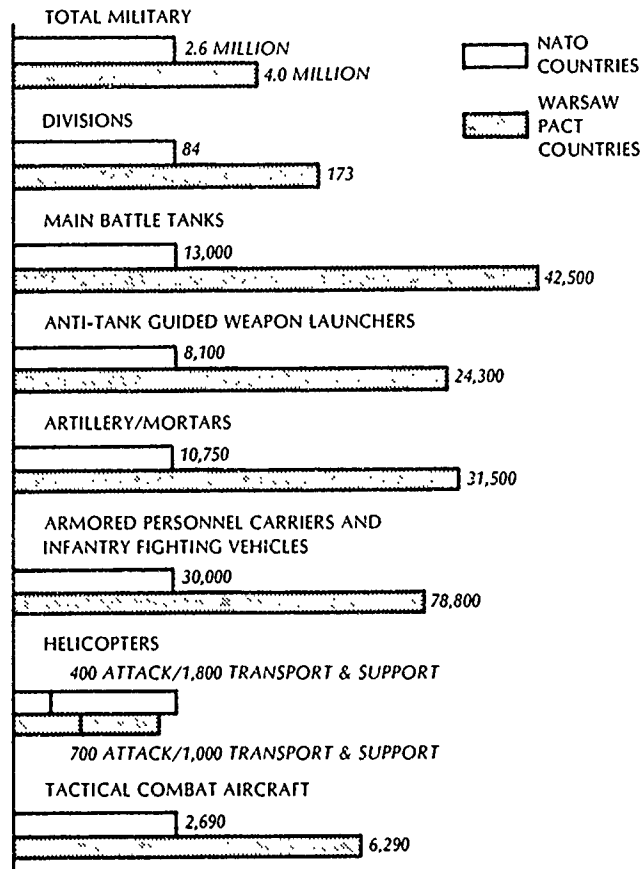 TOTAL MILITARY
2.6 MILLION
4.0 MILLION
NATO
COUNTRIES
WARSAW
PACT
COUNTRIES
DIVISIONS
84
173
MAIN BATTLE TANKS
13,000
42,500
ANTI-TANK GUIDED WEAPON LAUNCHERS
8,100
24,300
ARTILLERY/MORTARS
10,750
31,500
ARMORED PERSONNEL CARRIERS AND
INFANTRY FIGHTING VEHICLES
30,000
78,800
HELICOPTERS
400 ATTACK/1,800 TRANSPORT & SUPPORT
700 ATTACK/1,000 TRANSPORT & SUPPORT
TACTICAL COMBAT AIRCRAFT
2,690
6,290